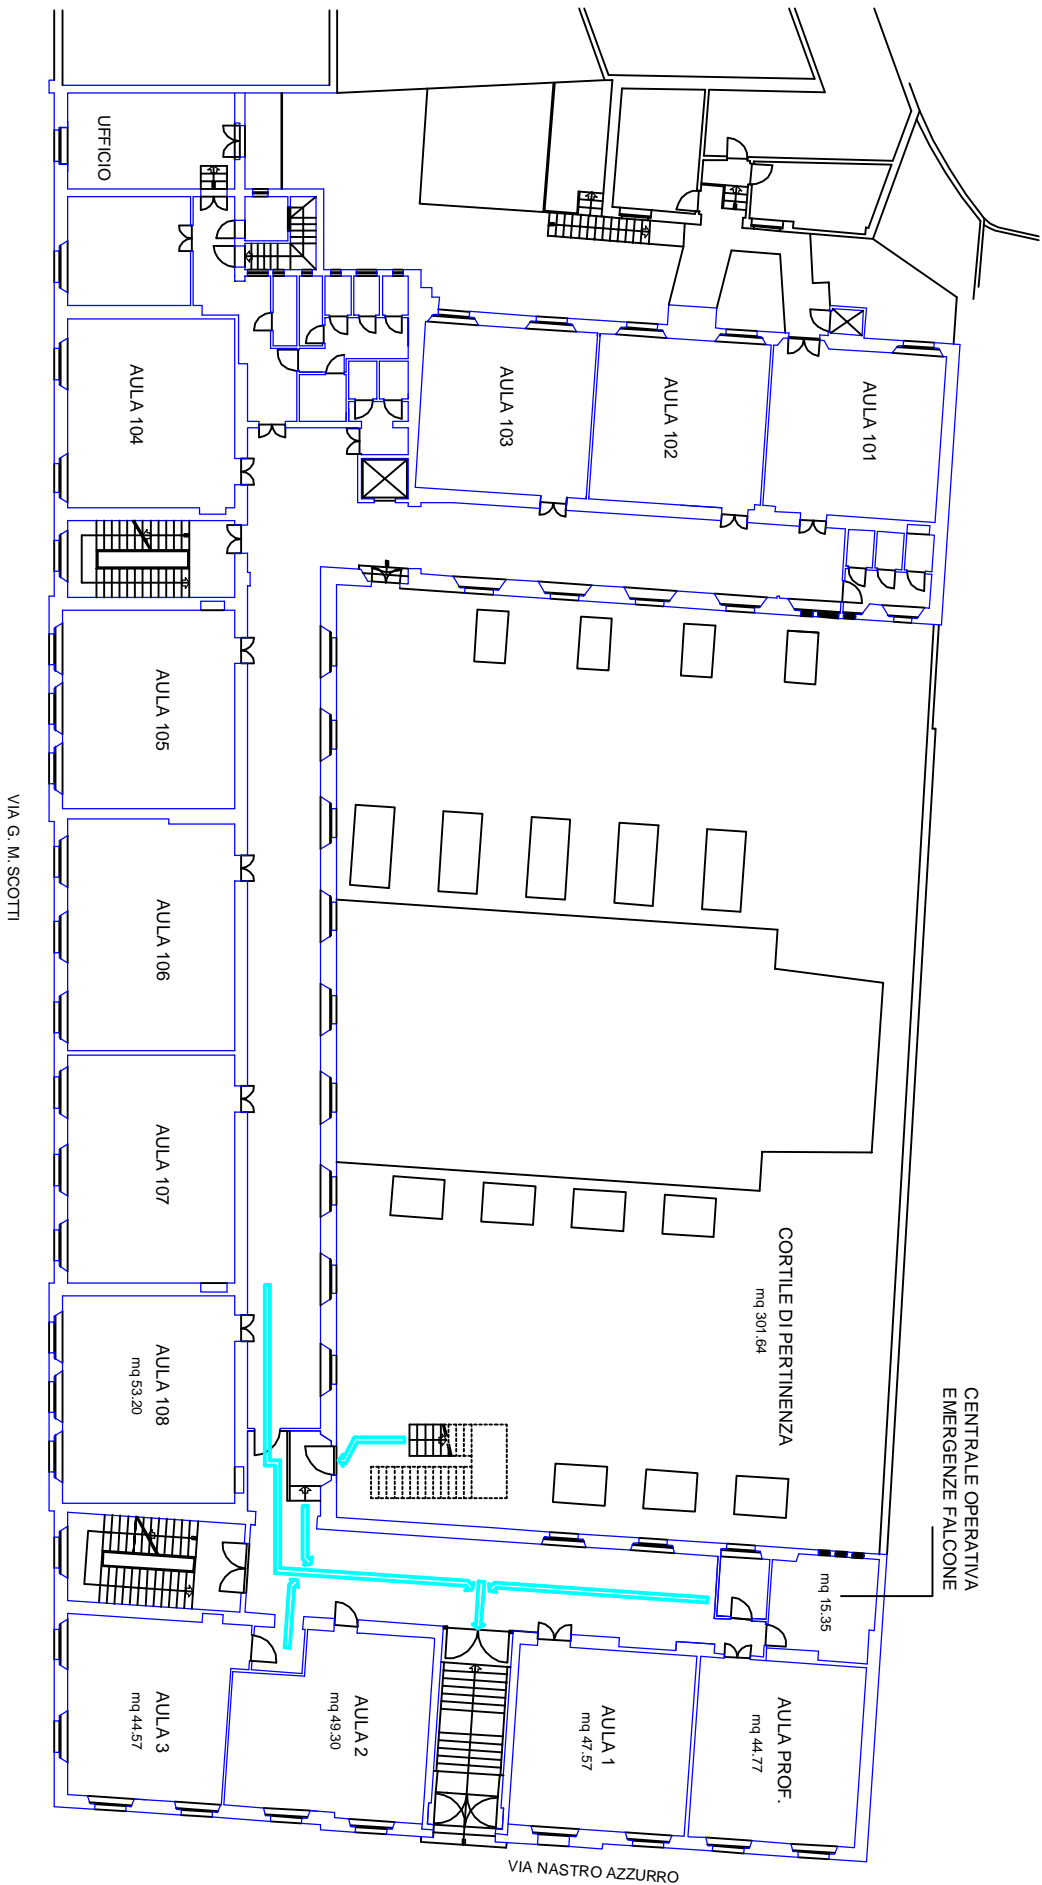 UFFICIO
AULA 104
AULA 103
AULA 102
AULA 101
AULA 105
VIA G. M. SCOTTI
AULA 106
AULA 107
CORTILE DI PERTINENZA
mq 301.64
CENTRALE OPERATIVA
EMERGENZE FALCONE
mq 15.35
AULA 108
mq 53.20
AULA 3
mq 44.57
AULA 2
mq 49.30
AULA 1
mq 47.57
AULA PROF.
mq 44.77
VIA NASTRO AZZURRO